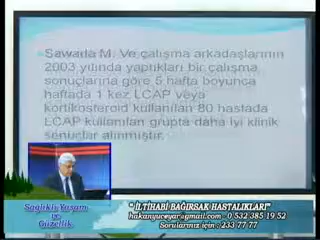 Sawada M. Ve çalışma arkadaşlarının
2003 yılında yaptıkları bir çalışma
sonuçlarına göre 5 hafta boyunca
haftada 1 kez LCAP veya
kortikosteroid kullanılan 80 hastada
LCAP kullanılan grupta daha iyi klinik
sonuçlar alınmıştır.
Sağlıklı Yaşam
ve
Güzellik
" İLTİHABİ BAĞIRSAK HASTALIKLARI"
hakanyuceyar@gmail.com - 0 532 385 19 52
Sorularınız için : 233 77 77